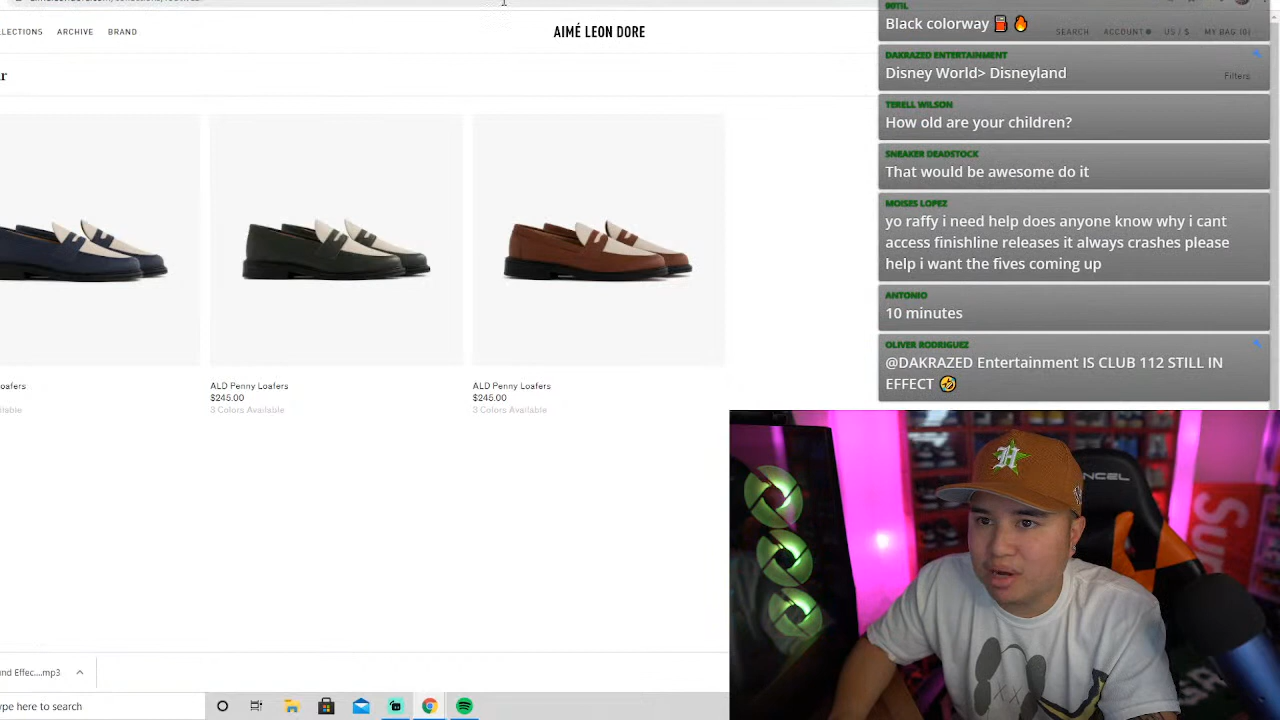 LLECTIONS ARCHIVE BRAND
AIMÉ LEON DORE
SEARCH ACCOUNT US / $ MY BAG (0)
r
Filters
oafers
ilable
ALD Penny Loafers
$245.00
3 Colors Available
ALD Penny Loafers
$245.00
3 Colors Available
Black colorway
DAKRAZED ENTERTAINMENT
Disney World> Disneyland
TERELL WILSON
How old are your children?
SNEAKER DEADSTOCK
That would be awesome do it
MOISES LOPEZ
yo raffy i need help does anyone know why i cant
access finishline releases it always crashes please
help i want the fives coming up
ANTONIO
10 minutes
OLIVER RODRIGUEZ
@DAKRAZED Entertainment IS CLUB 112 STILL IN
EFFECT
H
NCEL
Sup
nd Effec....mp3
ype here to search